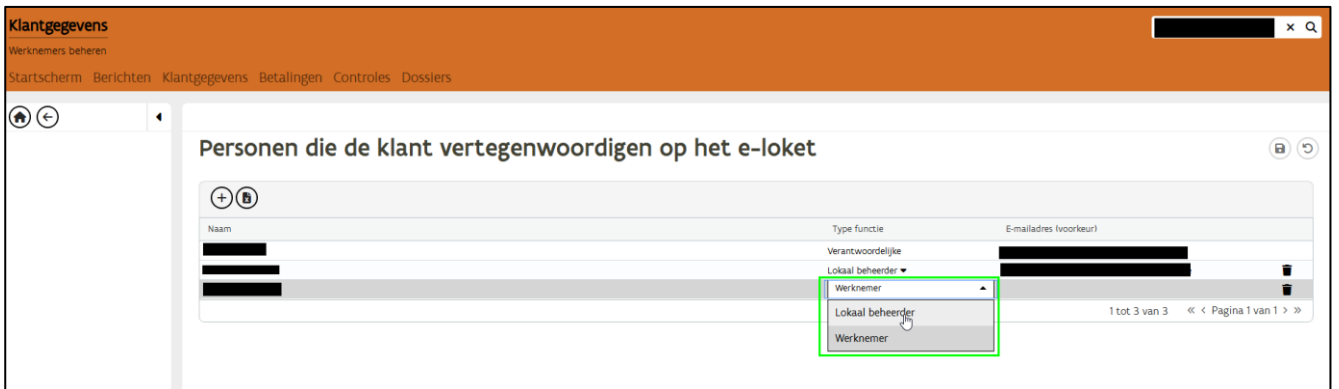 Klantgegevens
Werknemers beheren
Startscherm Berichten Klantgegevens Betalingen Controles Dossiers
Personen die de klant vertegenwoordigen op het e-loket
Naam Type functie E-mailadres (voorkeur)
Verantwoordelijke
Lokaal beheerder
Werknemer
Lokaal beheerder
Werknemer
1 tot 3 van 3 « < Pagina 1 van 1 > »